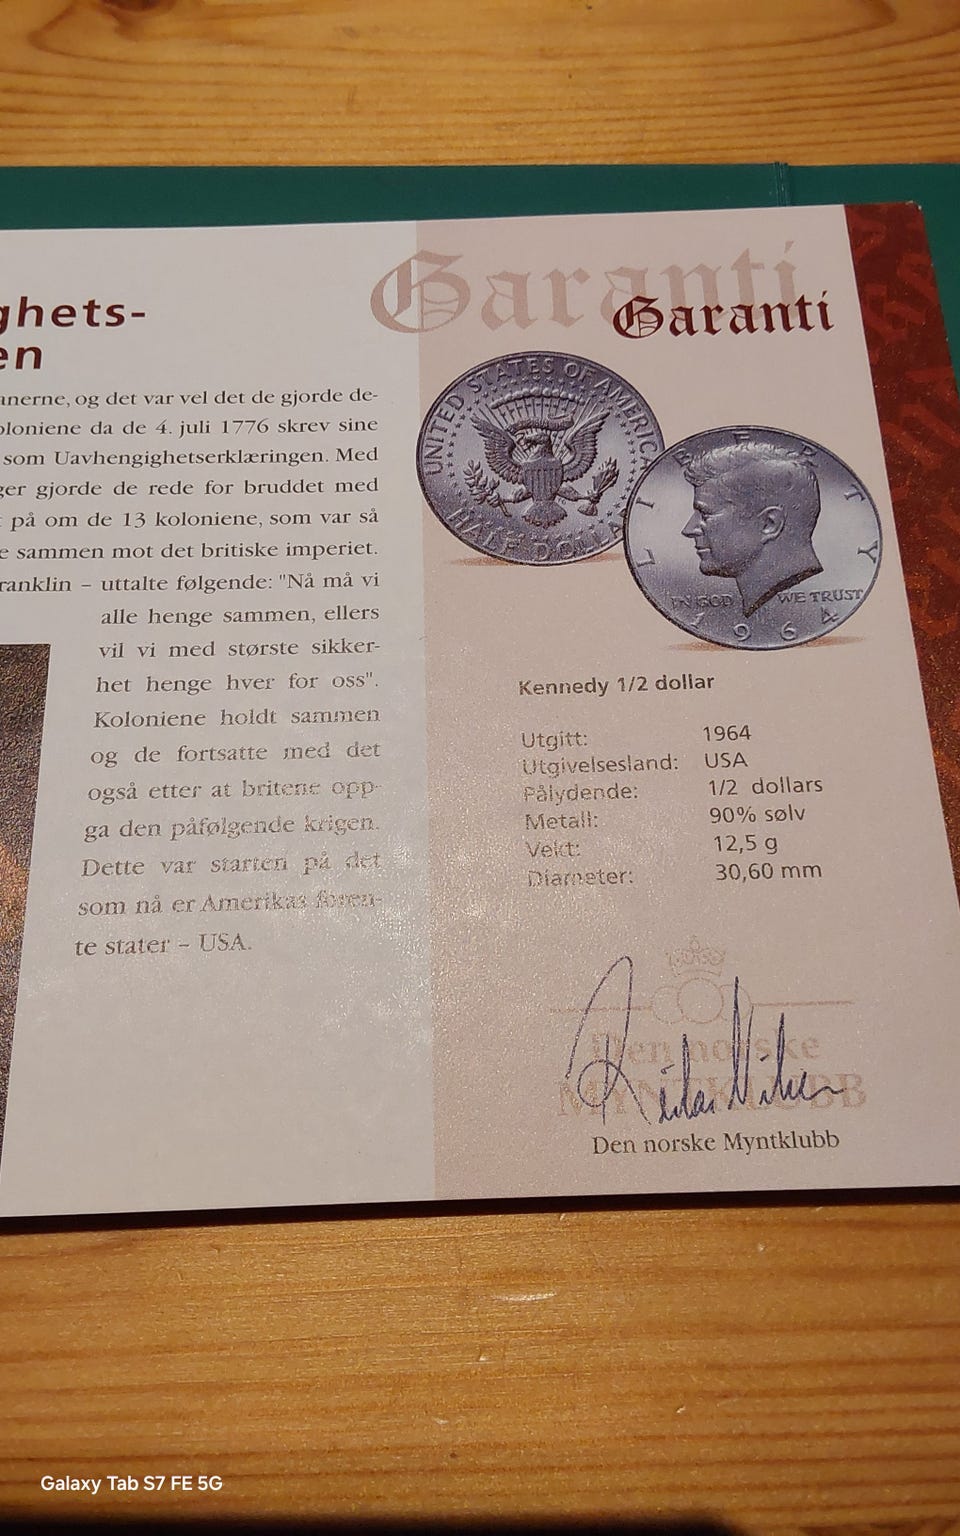 ghets-
en
anerne, og det var vel det de gjorde de-
oloniene da de 4. juli 1776 skrev sine
som Uavhengighetserklæringen. Med
ger gjorde de rede for bruddet med
t på om de 13 koloniene, som var så
e sammen mot det britiske imperiet.
ranklin – uttalte følgende: "Nå må vi
alle henge sammen, ellers
vil vi med største sikker-
het henge hver for oss".
Koloniene holdt sammen
og de fortsatte med det
også etter at britene opp-
ga den påfølgende krigen.
Dette var starten på det
som nå er Amerikas foren-
te stater – USA.
Garanti
Garanti
UNITED STATES OF AMERICA
HALF DOLLA
LIBERTY
IN GOD WE TRUST
1964
Kennedy 1/2 dollar
Utgitt: 1964
Utgivelsesland: USA
Pålydende: 1/2 dollars
Metall: 90% sølv
Vekt: 12,5 g
Diameter: 30,60 mm
Den norske
MYNTKLUBB
Den norske Myntklubb
Galaxy Tab S7 FE 5G